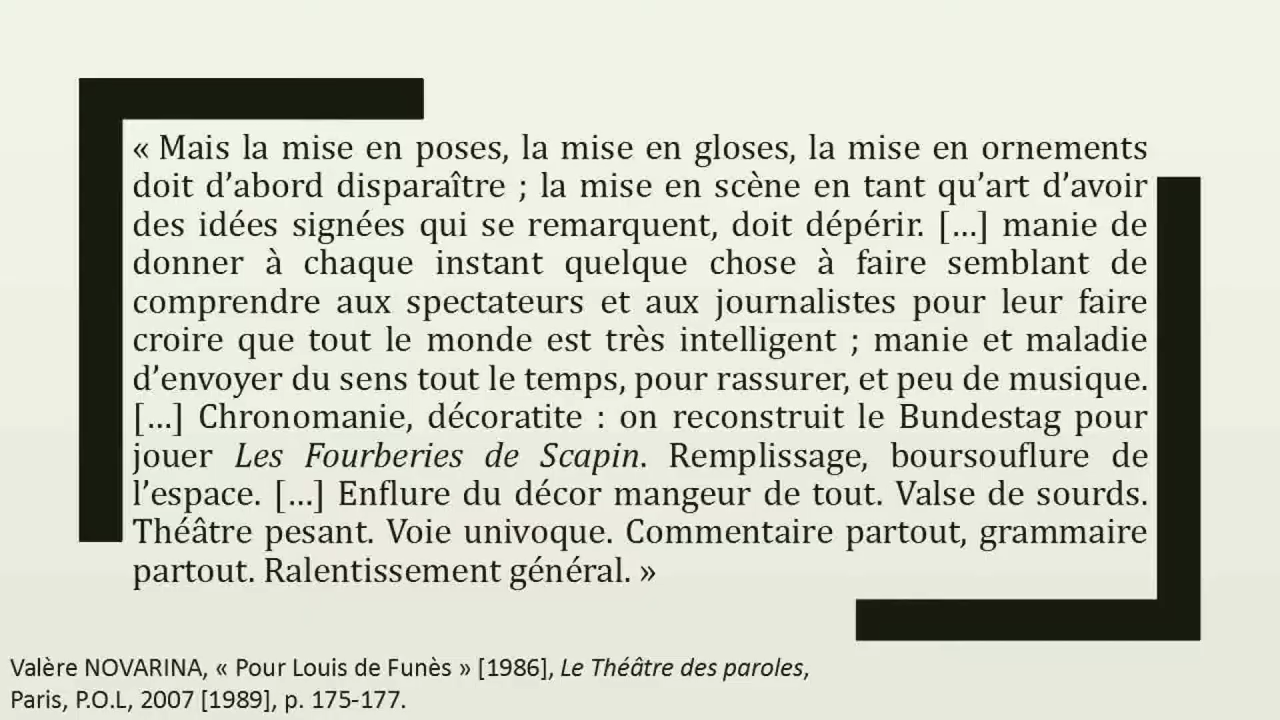 « Mais la mise en poses, la mise en gloses, la mise en ornements
doit d’abord disparaître ; la mise en scène en tant qu’art d’avoir
des idées signées qui se remarquent, doit dépérir. […] manie de
donner à chaque instant quelque chose à faire semblant de
comprendre aux spectateurs et aux journalistes pour leur faire
croire que tout le monde est très intelligent ; manie et maladie
d’envoyer du sens tout le temps, pour rassurer, et peu de musique.
[…] Chronomanie, décoratite : on reconstruit le Bundestag pour
jouer Les Fourberies de Scapin. Remplissage, boursouflure de
l’espace. […] Enflure du décor mangeur de tout. Valse de sourds.
Théâtre pesant. Voie univoque. Commentaire partout, grammaire
partout. Ralentissement général. »
Valère NOVARINA, « Pour Louis de Funès » [1986], Le Théâtre des paroles,
Paris, P.O.L, 2007 [1989], p. 175-177.